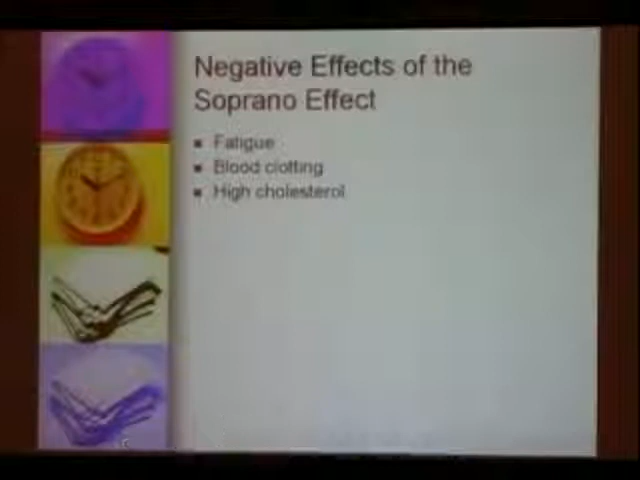 Negative Effects of the
Soprano Effect
Fatigue
Blood clotting
High cholesterol